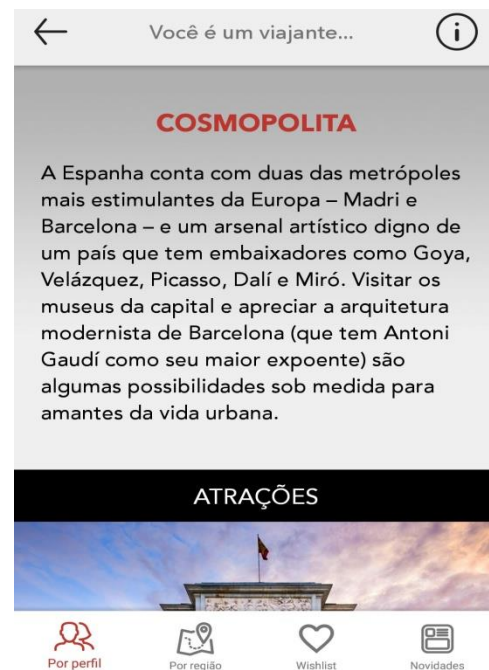 Você é um viajante...
i
COSMOPOLITA
A Espanha conta com duas das metrópoles
mais estimulantes da Europa – Madri e
Barcelona – e um arsenal artístico digno de
um país que tem embaixadores como Goya,
Velázquez, Picasso, Dalí e Miró. Visitar os
museus da capital e apreciar a arquitetura
modernista de Barcelona (que tem Antoni
Gaudí como seu maior expoente) são
algumas possibilidades sob medida para
amantes da vida urbana.
ATRAÇÕES
Por perfil Por região Wishlist Novidades